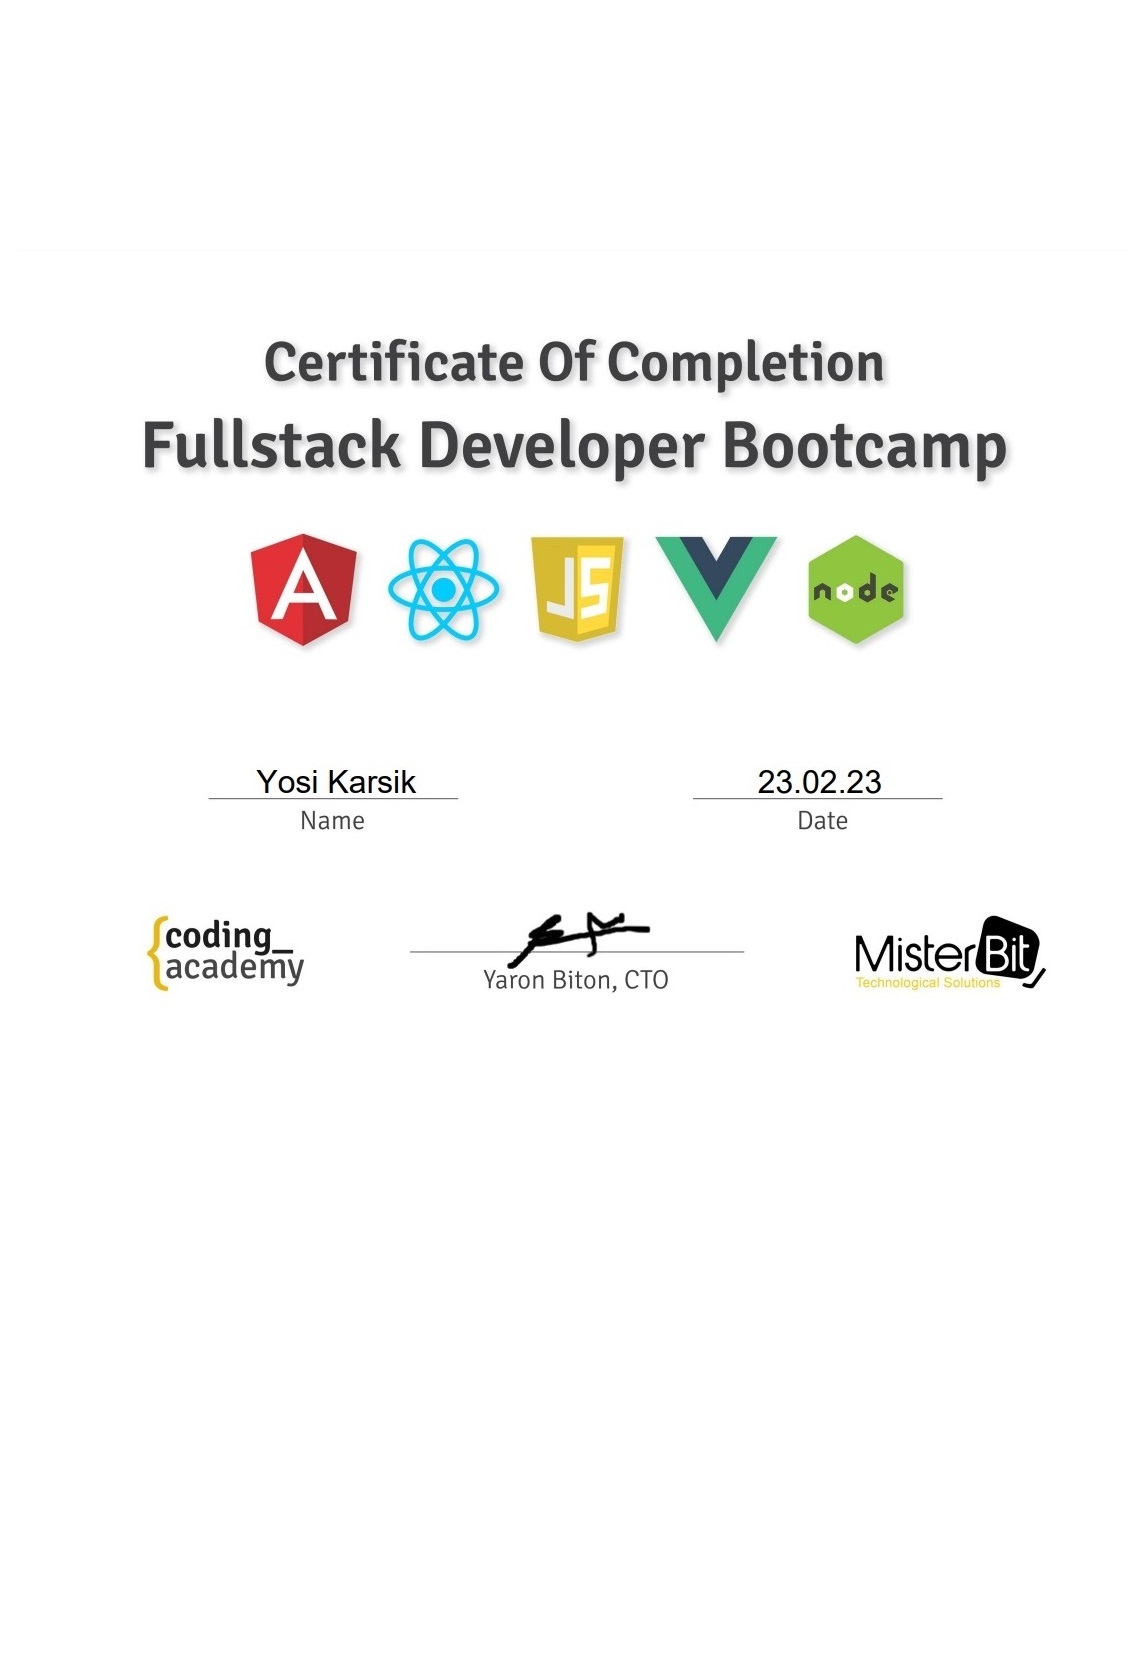 Certificate Of Completion
Fullstack Developer Bootcamp
A
JS
node
Yosi Karsik
23.02.23
Name
Date
{coding_
academy
Yaron Biton, CTO
MisterBit
Technological Solutions